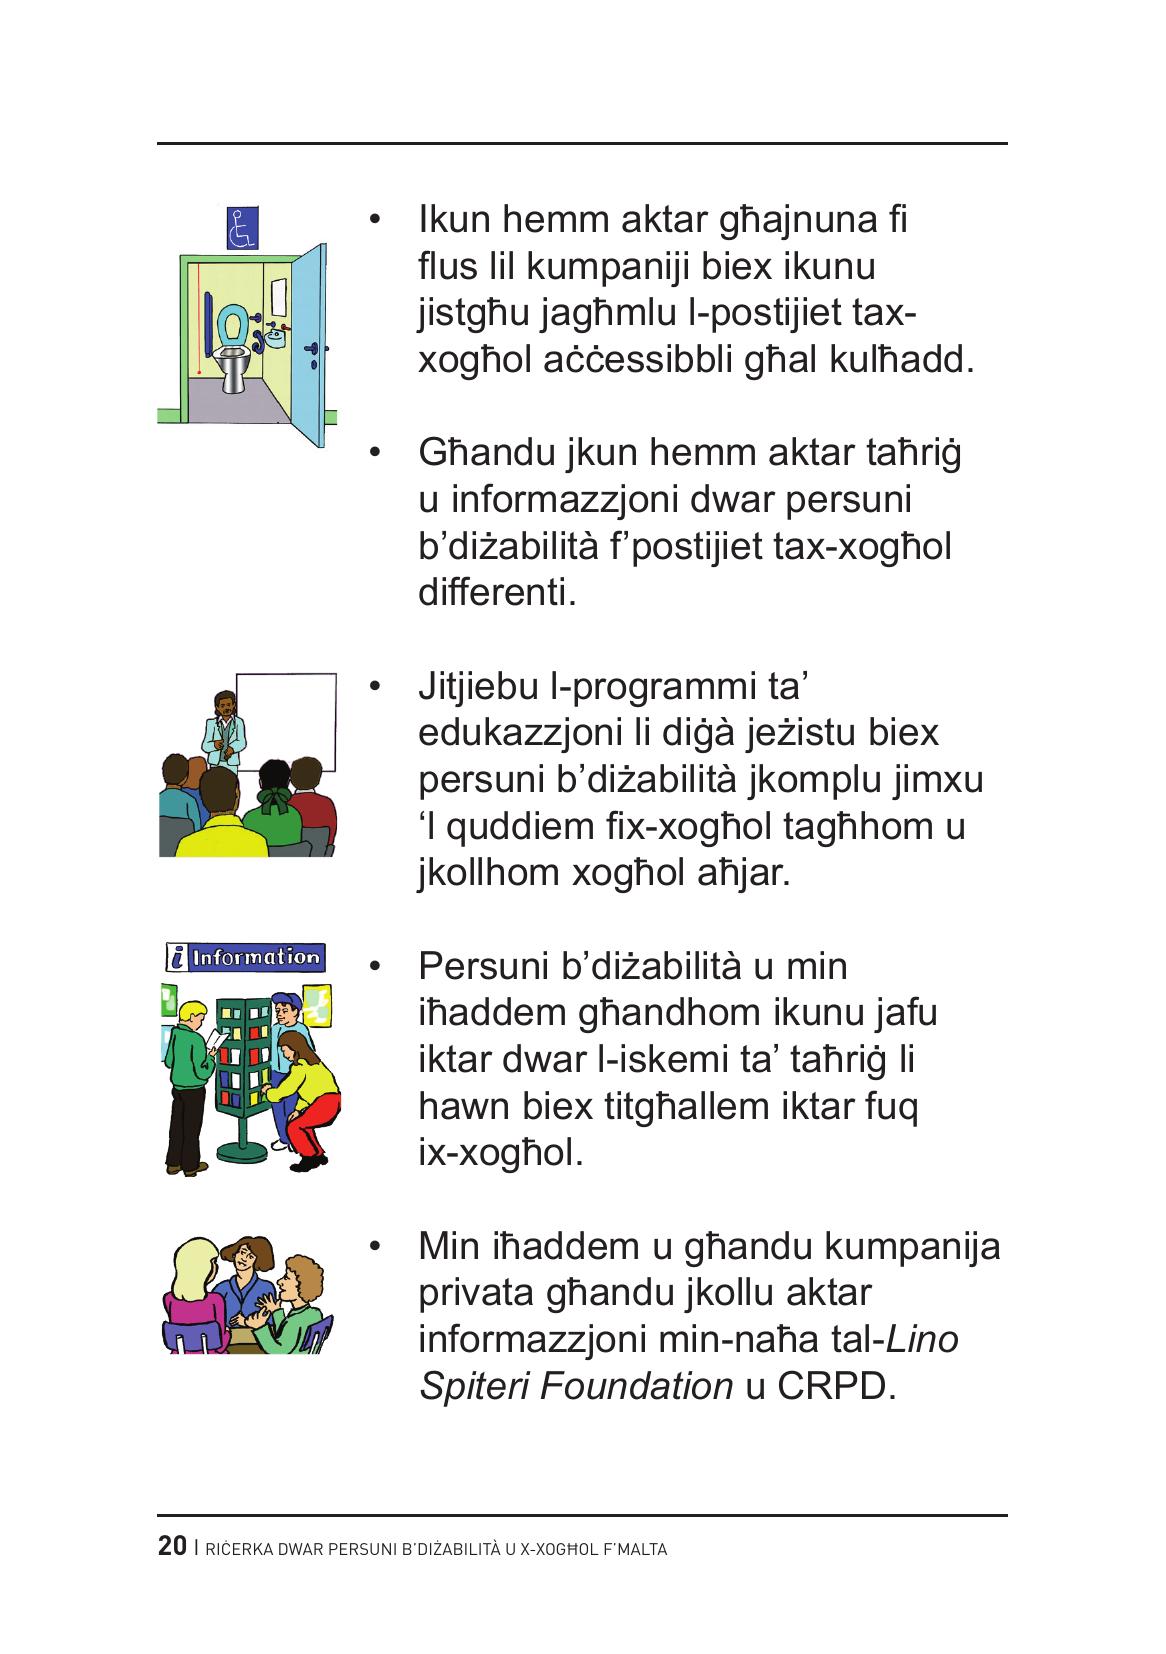 • Ikun hemm aktar għajnuna fi
flus lil kumpaniji biex ikunu
jistgħu jagħmlu l-postijiet tax-
xogħol aċċessibbli għal kulħadd.
• Għandu jkun hemm aktar taħriġ
u informazzjoni dwar persuni
b’diżabilità f’postijiet tax-xogħol
differenti.
• Jitjiebu l-programmi ta’
edukazzjoni li diġà jeżistu biex
persuni b’diżabilità jkomplu jimxu
‘l quddiem fix-xogħol tagħhom u
jkollhom xogħol aħjar.
i Information
• Persuni b’diżabilità u min
iħaddem għandhom ikunu jafu
iktar dwar l-iskemi ta’ taħriġ li
hawn biex titgħallem iktar fuq
ix-xogħol.
• Min iħaddem u għandu kumpanija
privata għandu jkollu aktar
informazzjoni min-naħa tal-Lino
Spiteri Foundation u CRPD.
20 | RIĊERKA DWAR PERSUNI B’DIŻABILITÀ U X-XOGĦOL F’MALTA